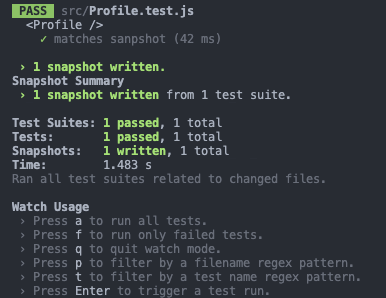 PASS src/Profile.test.js
<Profile />
✓ matches sanpshot (42 ms)
› 1 snapshot written.
Snapshot Summary
› 1 snapshot written from 1 test suite.
Test Suites: 1 passed, 1 total
Tests: 1 passed, 1 total
Snapshots: 1 written, 1 total
Time: 1.483 s
Ran all test suites related to changed files.
Watch Usage
› Press a to run all tests.
› Press f to run only failed tests.
› Press q to quit watch mode.
› Press p to filter by a filename regex pattern.
› Press t to filter by a test name regex pattern.
› Press Enter to trigger a test run.